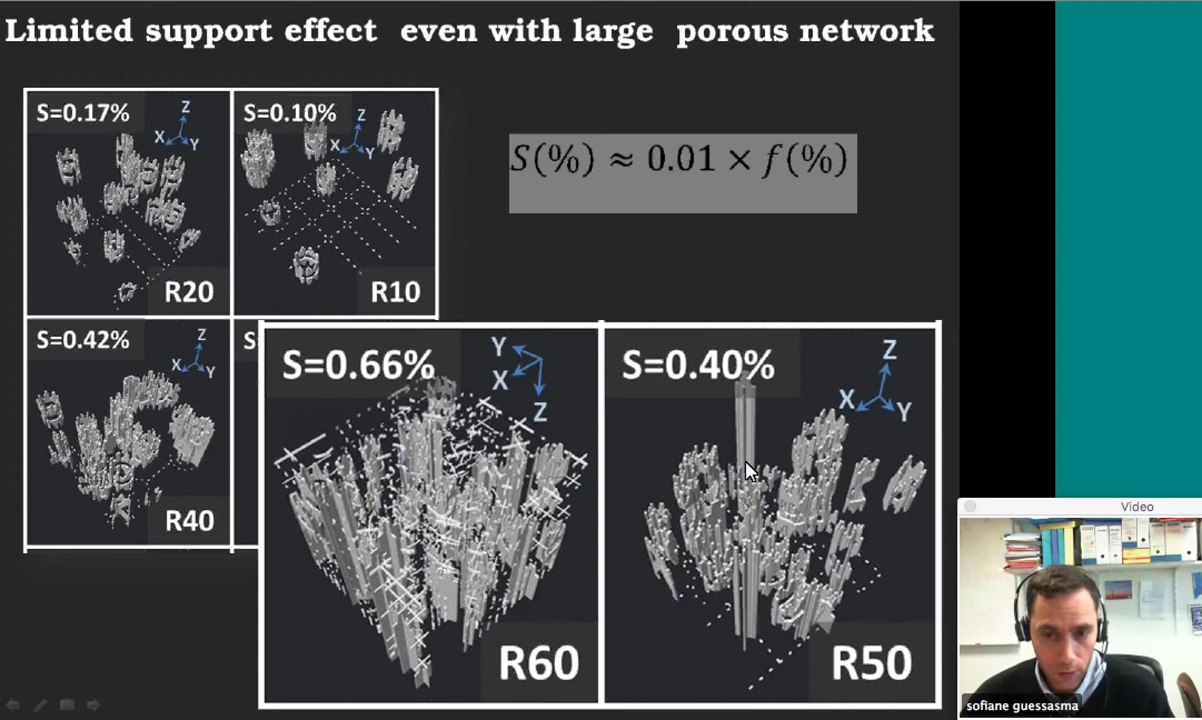 Limited support effect even with large porous network
S=0.17%
Z
X
Y
R20
S=0.10%
Z
X
Y
R10
S(%) ≈ 0.01 × f(%)
S=0.42%
Z
X
Y
R40
S
S=0.66%
Y
X
Z
R60
S=0.40%
Z
X
Y
R50
Video
sofiane guessasma